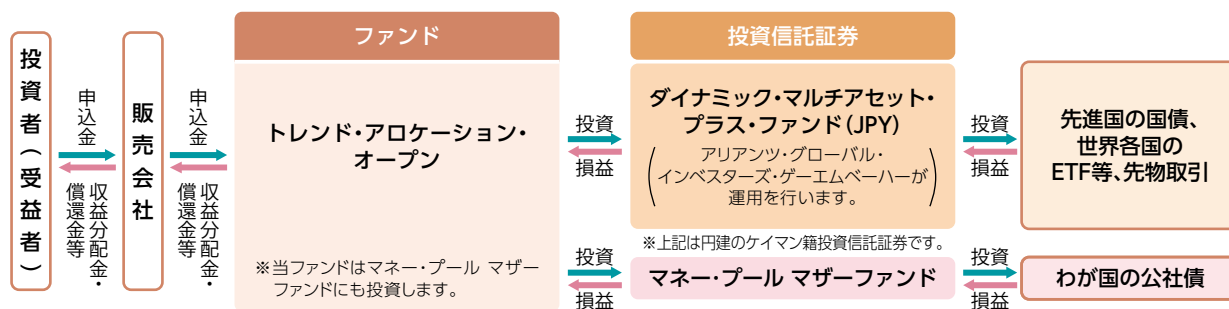 投資者(受益者)
申込金
収益分配金・
償還金等
販売会社
申込金
収益分配金・
償還金等
ファンド
トレンド・アロケーション・
オープン
※当ファンドはマネー・プール マザー
ファンドにも投資します。
投資
損益
投資
損益
投資信託証券
ダイナミック・マルチアセット・
プラス・ファンド(JPY)
(アリアンツ・グローバル・
インベスターズ・ゲーエムベーハーが
運用を行います。)
※上記は円建のケイマン籍投資信託証券です。
マネー・プール マザーファンド
投資
損益
投資
損益
先進国の国債、
世界各国の
ETF等、先物取引
わが国の公社債